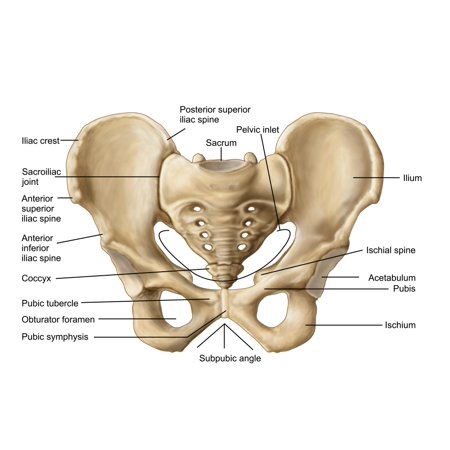 Posterior superior
iliac spine
Pelvic inlet
Iliac crest
Sacrum
Sacroiliac
joint
Ilium
Anterior
superior
iliac spine
Anterior
inferior
iliac spine
Ischial spine
Coccyx
Acetabulum
Pubis
Pubic tubercle
Obturator foramen
Ischium
Pubic symphysis
Subpubic angle